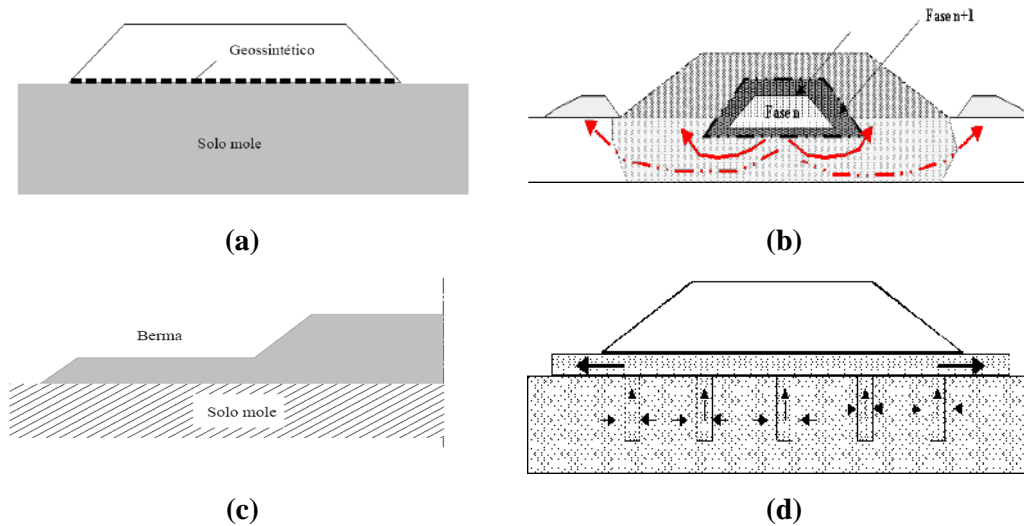 Geossintético
Solo mole
(a)
Fase n+1
Fase n
(b)
Berma
Solo mole
(c)
(d)